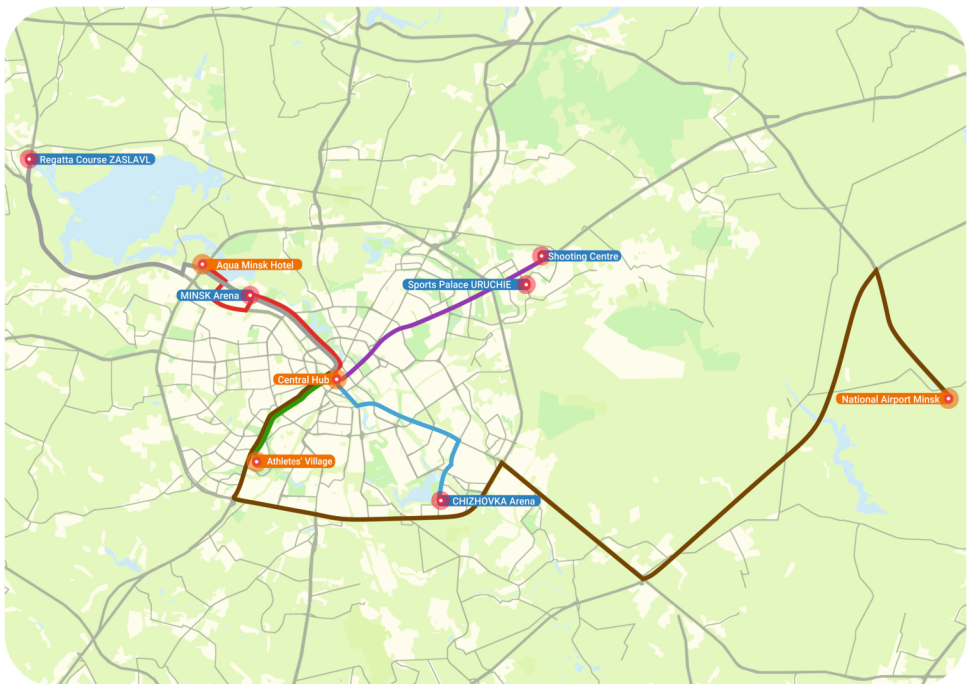 Regatta Course ZASLAVL
Shooting Centre
Aqua Minsk Hotel
Sports Palace URUCHIE
MINSK Arena
Central Hub
National Airport Minsk
Athletes' Village
CHIZHOVKA Arena